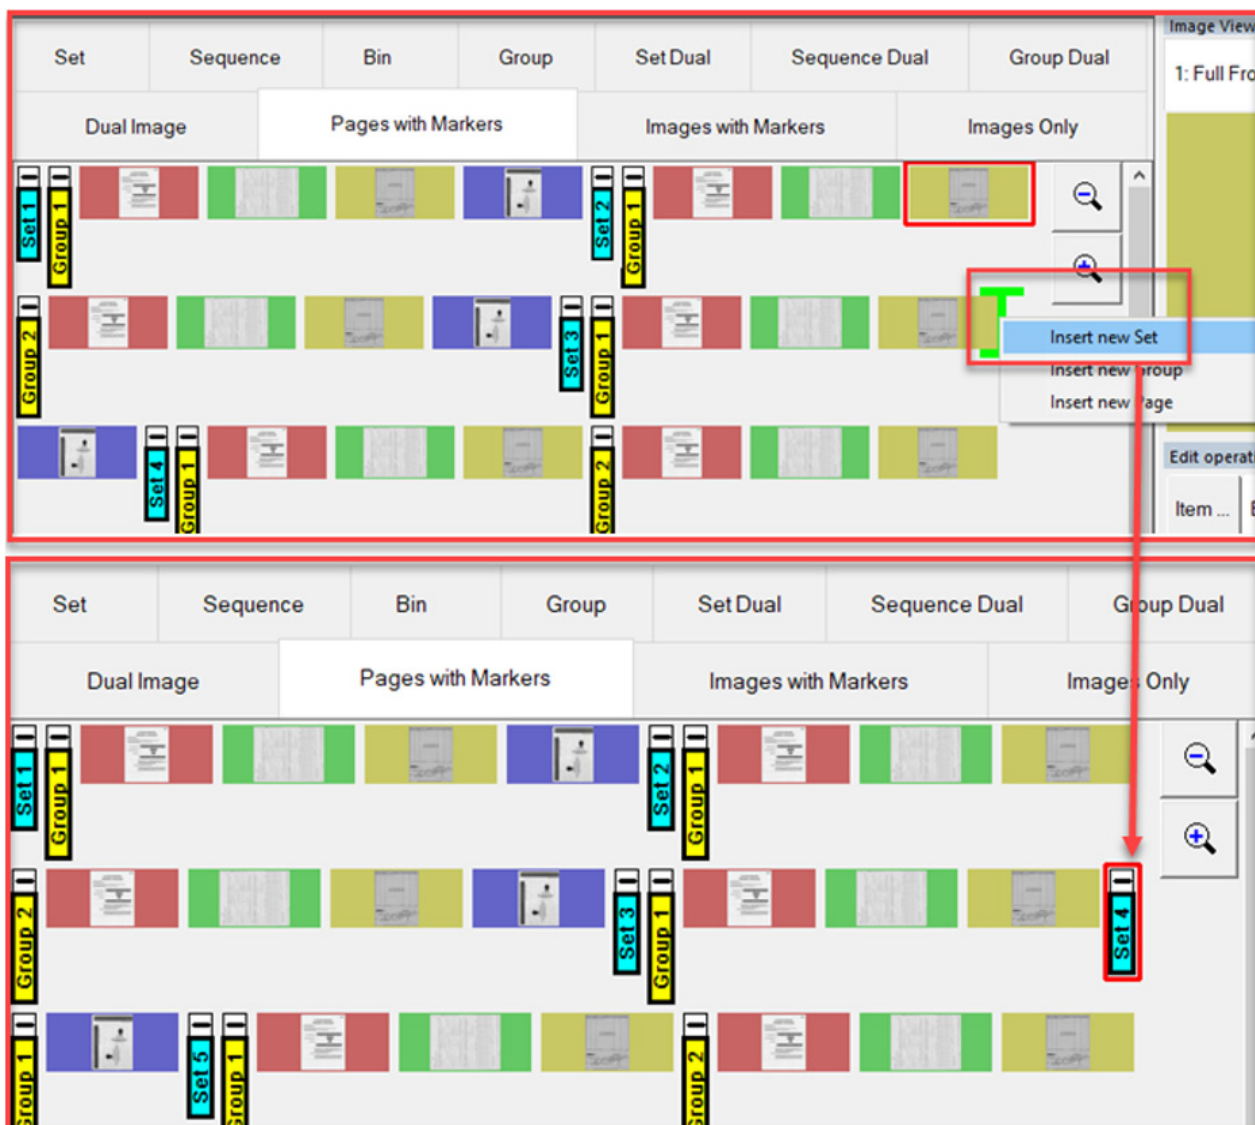 Image View
Set Sequence Bin Group Set Dual Sequence Dual Group Dual
1: Full Fro
Dual Image Pages with Markers Images with Markers Images Only
Set 1 Group 1 Set 2 Group 1
Group 2 Set 3 Group 1
Insert new Set
Insert new Group
Insert new Page
Set 4 Group 1 Group 2
Edit operati
Item ... E
Set Sequence Bin Group Set Dual Sequence Dual Group Dual
Dual Image Pages with Markers Images with Markers Images Only
Set 1 Group 1 Set 2 Group 1
Group 2 Set 3 Group 1 Set 4
Group 1 Set 5 Group 1 Group 2